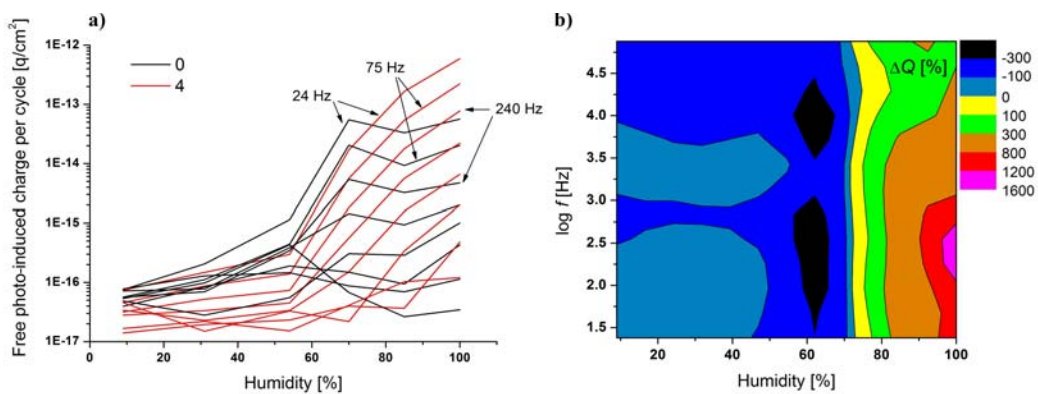 a)
Free photo-induced charge per cycle [q/cm²]
1E-12
1E-13
1E-14
1E-15
1E-16
1E-17
0
4
24 Hz
75 Hz
240 Hz
0 20 40 60 80 100
Humidity [%]
b)
log f [Hz]
4.5
4.0
3.5
3.0
2.5
2.0
1.5
ΔQ [%]
-300
-100
0
100
300
800
1200
1600
20 40 60 80 100
Humidity [%]